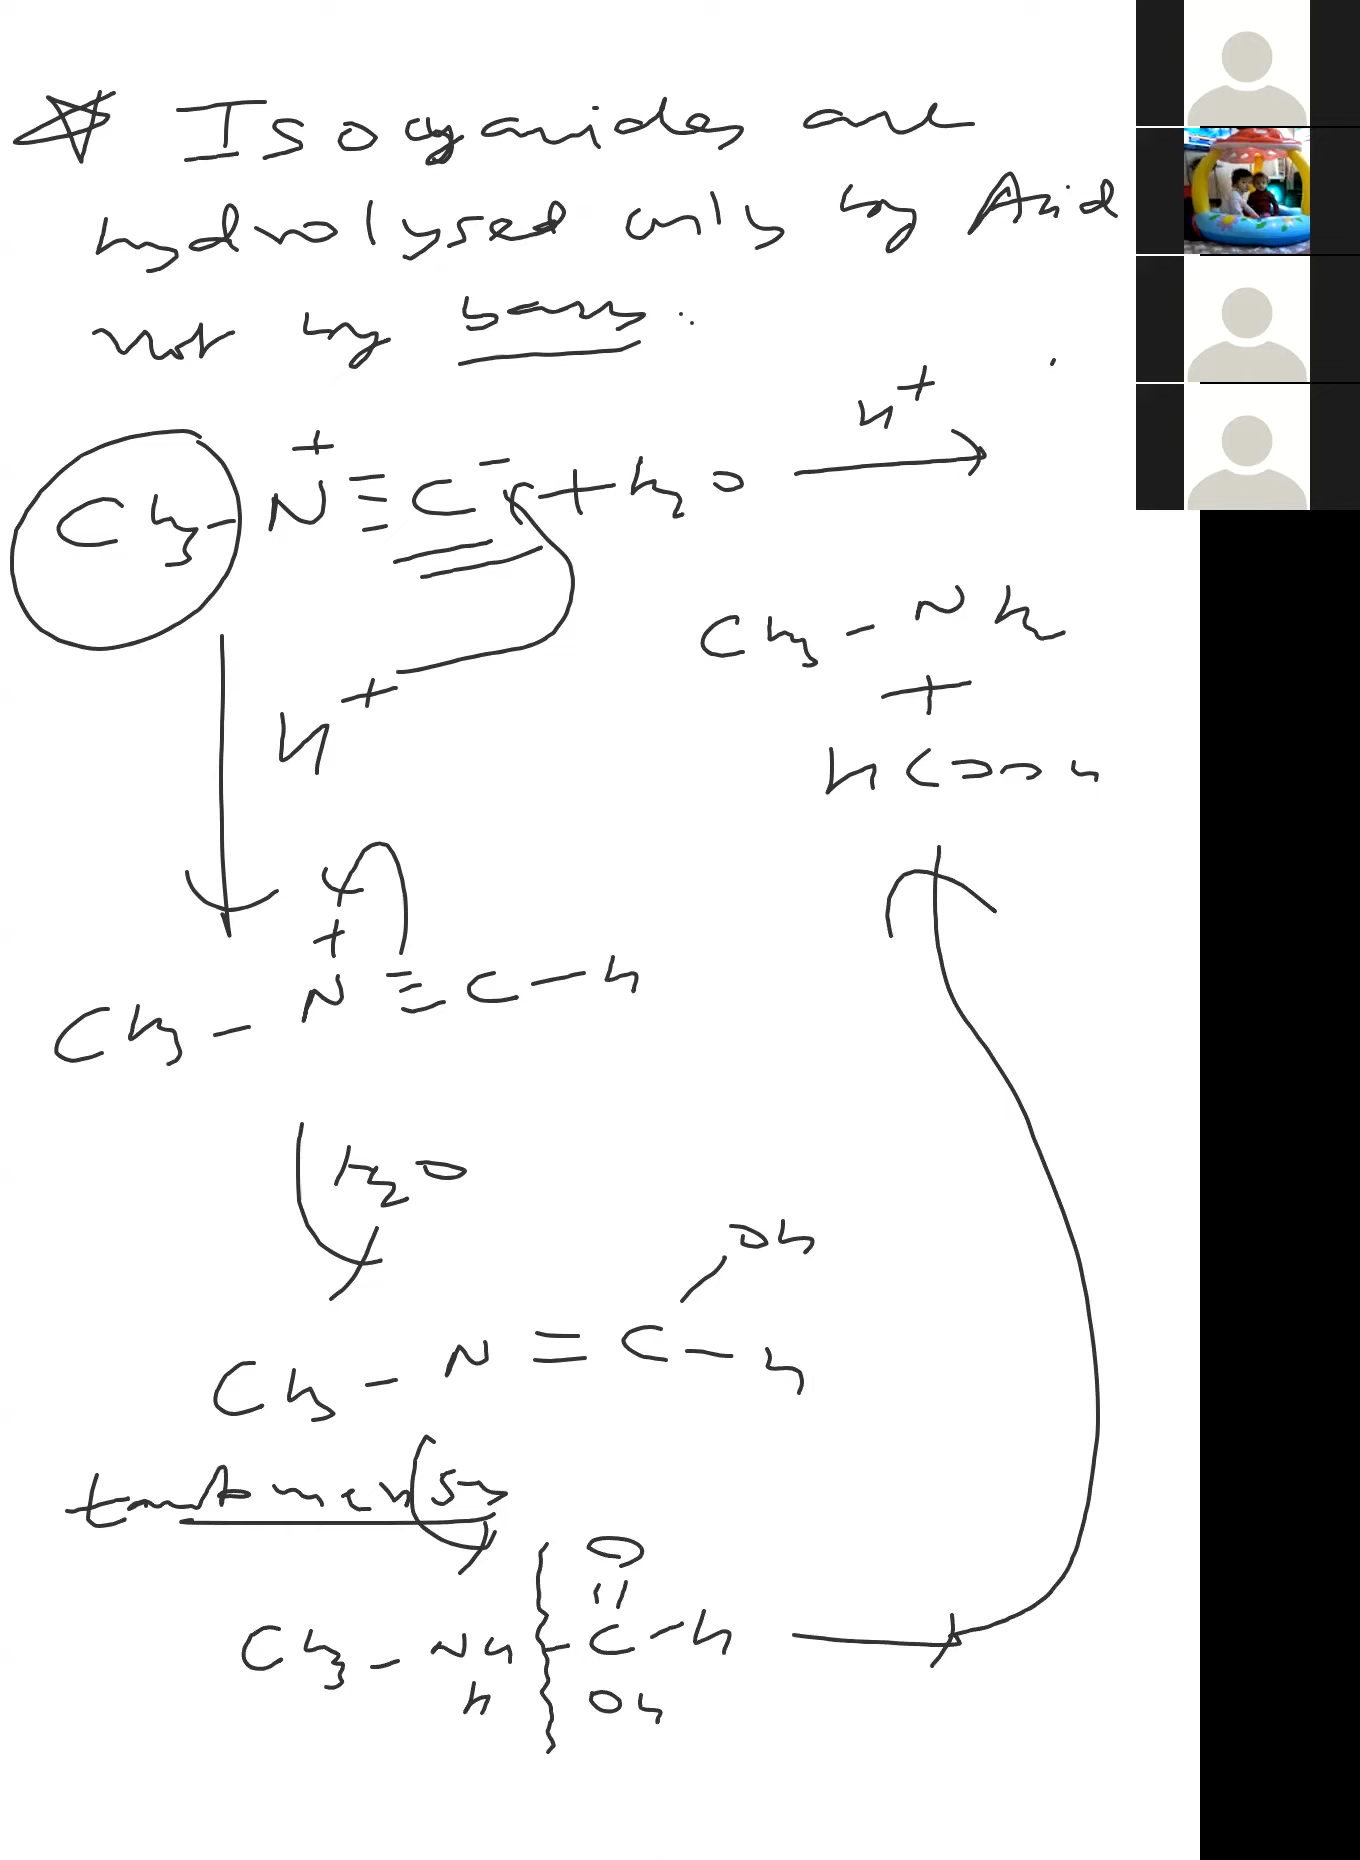 Isocyanides are
hydrolysed only by Acid
not by bases.
H+
CH3-N+≡C- + H2O
CH3-NH2
+
HCOOH
H+
CH3-N+≡C-H
H2O
OH
CH3-N=C-H
tautomerism
O
CH3-NH-C-H
H OH